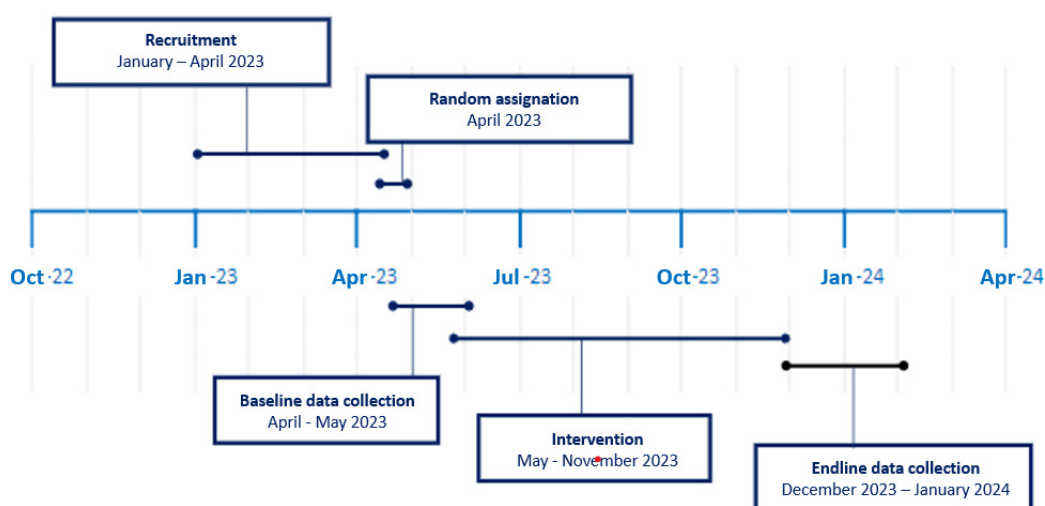 Recruitment
January – April 2023
Random assignation
April 2023
Oct-22 Jan-23 Apr-23 Jul-23 Oct-23 Jan-24 Apr-24
Baseline data collection
April - May 2023
Intervention
May - November 2023
Endline data collection
December 2023 – January 2024